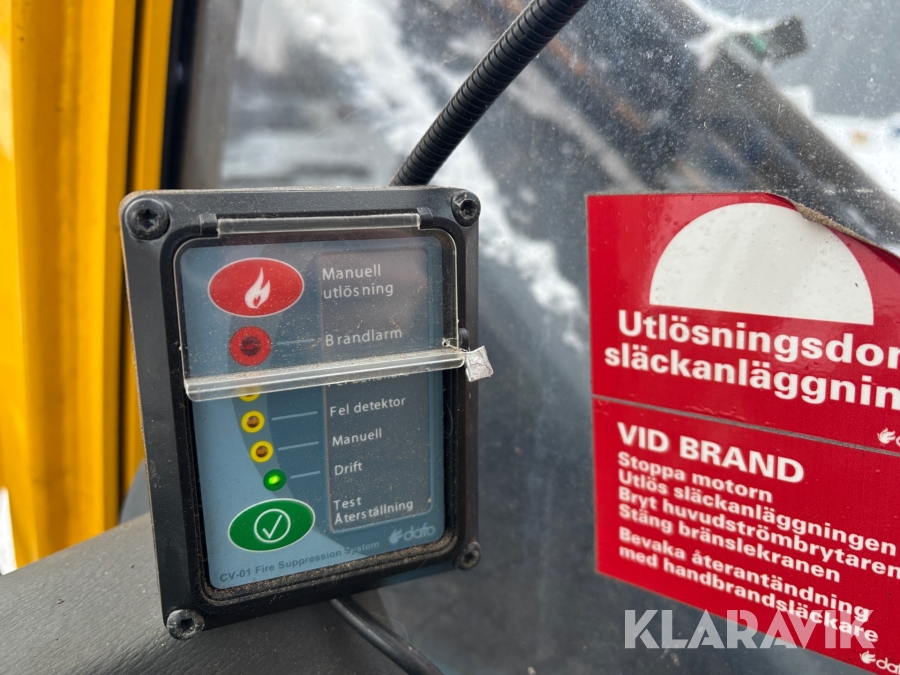 Manuell
utlösning
Brandlarm
Fel detektor
Manuell
Drift
Test
Återställning
dafo
CV-01 Fire Suppression System
släckanläggning
VID BRAND
Stoppa motorn
Utlös släckanläggningen
Bryt huvudströmbrytaren
Stäng bränslekranen
Bevaka återantändning
med handbrandsläckare
dafo
KLARAVIK